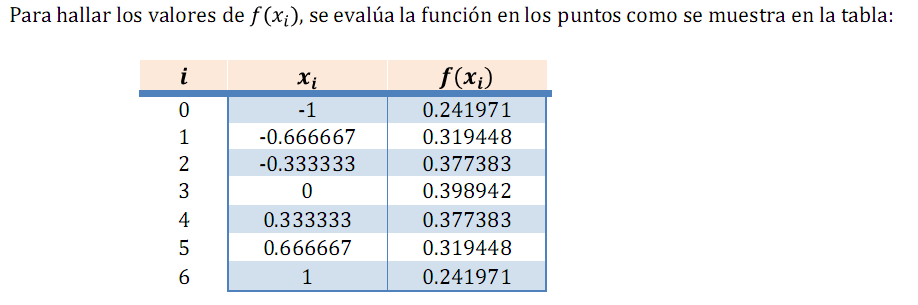 Para hallar los valores de f(xᵢ), se evalúa la función en los puntos como se muestra en la tabla:
i xᵢ f(xᵢ)
0 -1 0.241971
1 -0.666667 0.319448
2 -0.333333 0.377383
3 0 0.398942
4 0.333333 0.377383
5 0.666667 0.319448
6 1 0.241971